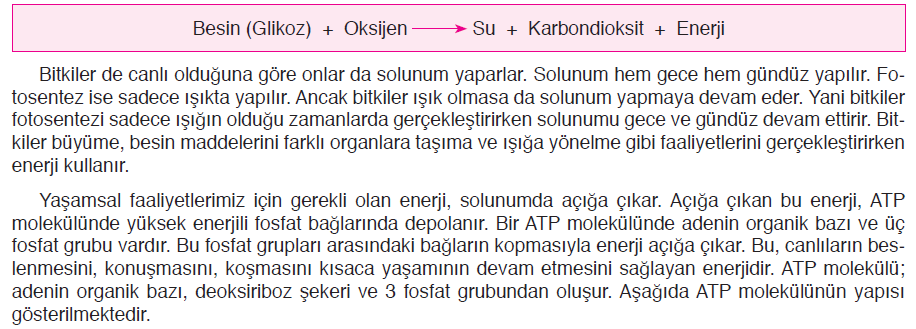 Besin (Glikoz) + Oksijen ⟶ Su + Karbondioksit + Enerji
Bitkiler de canlı olduğuna göre onlar da solunum yaparlar. Solunum hem gece hem gündüz yapılır. Fo-
tosentez ise sadece ışıkta yapılır. Ancak bitkiler ışık olmasa da solunum yapmaya devam eder. Yani bitkiler
fotosentezi sadece ışığın olduğu zamanlarda gerçekleştirirken solunumu gece ve gündüz devam ettirir. Bit-
kiler büyüme, besin maddelerini farklı organlara taşıma ve ışığa yönelme gibi faaliyetlerini gerçekleştirirken
enerji kullanır.
Yaşamsal faaliyetlerimiz için gerekli olan enerji, solunumda açığa çıkar. Açığa çıkan bu enerji, ATP
molekülünde yüksek enerjili fosfat bağlarında depolanır. Bir ATP molekülünde adenin organik bazı ve üç
fosfat grubu vardır. Bu fosfat grupları arasındaki bağların kopmasıyla enerji açığa çıkar. Bu, canlıların bes-
lenmesini, konuşmasını, koşmasını kısaca yaşamının devam etmesini sağlayan enerjidir. ATP molekülü;
adenin organik bazı, deoksiriboz şekeri ve 3 fosfat grubundan oluşur. Aşağıda ATP molekülünün yapısı
gösterilmektedir.